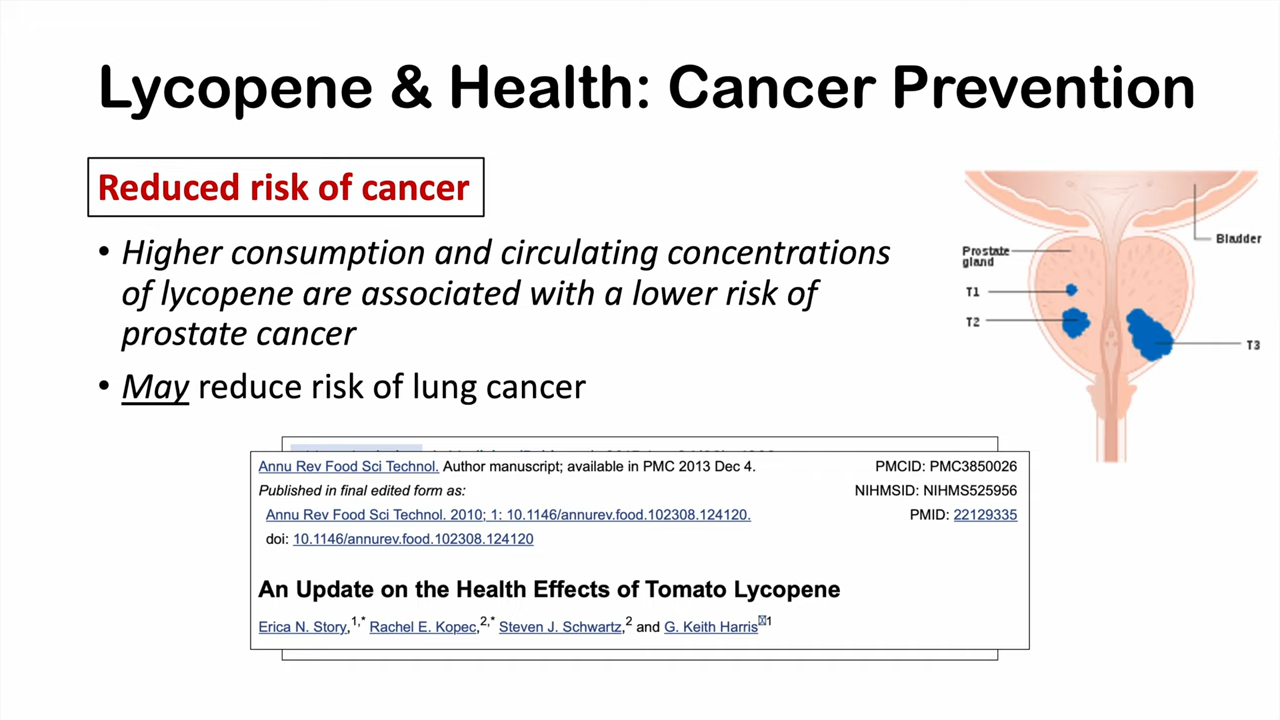 Lycopene & Health: Cancer Prevention
Reduced risk of cancer
• Higher consumption and circulating concentrations
of lycopene are associated with a lower risk of
prostate cancer
• May reduce risk of lung cancer
Bladder
Prostate
gland
T1
T2
T3
Annu Rev Food Sci Technol. Author manuscript; available in PMC 2013 Dec 4.
PMCID: PMC3850026
Published in final edited form as:
NIHMSID: NIHMS525956
Annu Rev Food Sci Technol. 2010; 1: 10.1146/annurev.food.102308.124120.
PMID: 22129335
doi: 10.1146/annurev.food.102308.124120
An Update on the Health Effects of Tomato Lycopene
Erica N. Story,1,* Rachel E. Kopec,2,* Steven J. Schwartz,2 and G. Keith Harris1